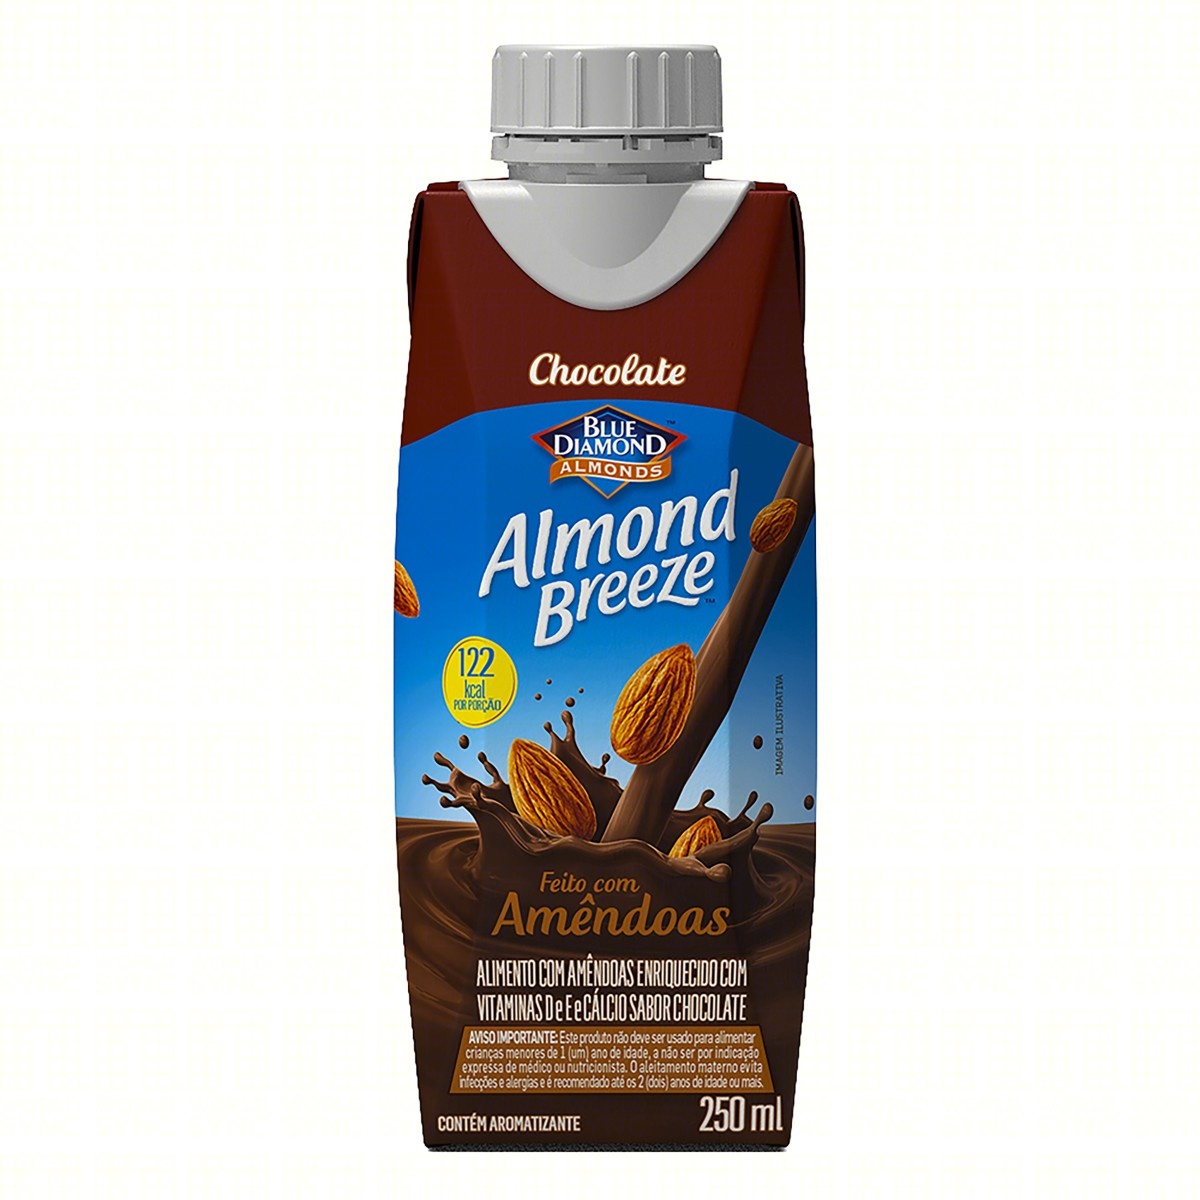 Chocolate
BLUE
DIAMOND™
ALMONDS
Almond
Breeze™
122
kcal
POR PORÇÃO
IMAGEM ILUSTRATIVA
Feito com
Amêndoas
ALIMENTO COM AMÊNDOAS ENRIQUECIDO COM
VITAMINAS D e E e CÁLCIO SABOR CHOCOLATE
AVISO IMPORTANTE: Este produto não deve ser usado para alimentar
crianças menores de 1 (um) ano de idade, a não ser por indicação
expressa de médico ou nutricionista. O aleitamento materno evita
infecções e alergias e é recomendado até os 2 (dois) anos de idade ou mais.
CONTÉM AROMATIZANTE
250 ml